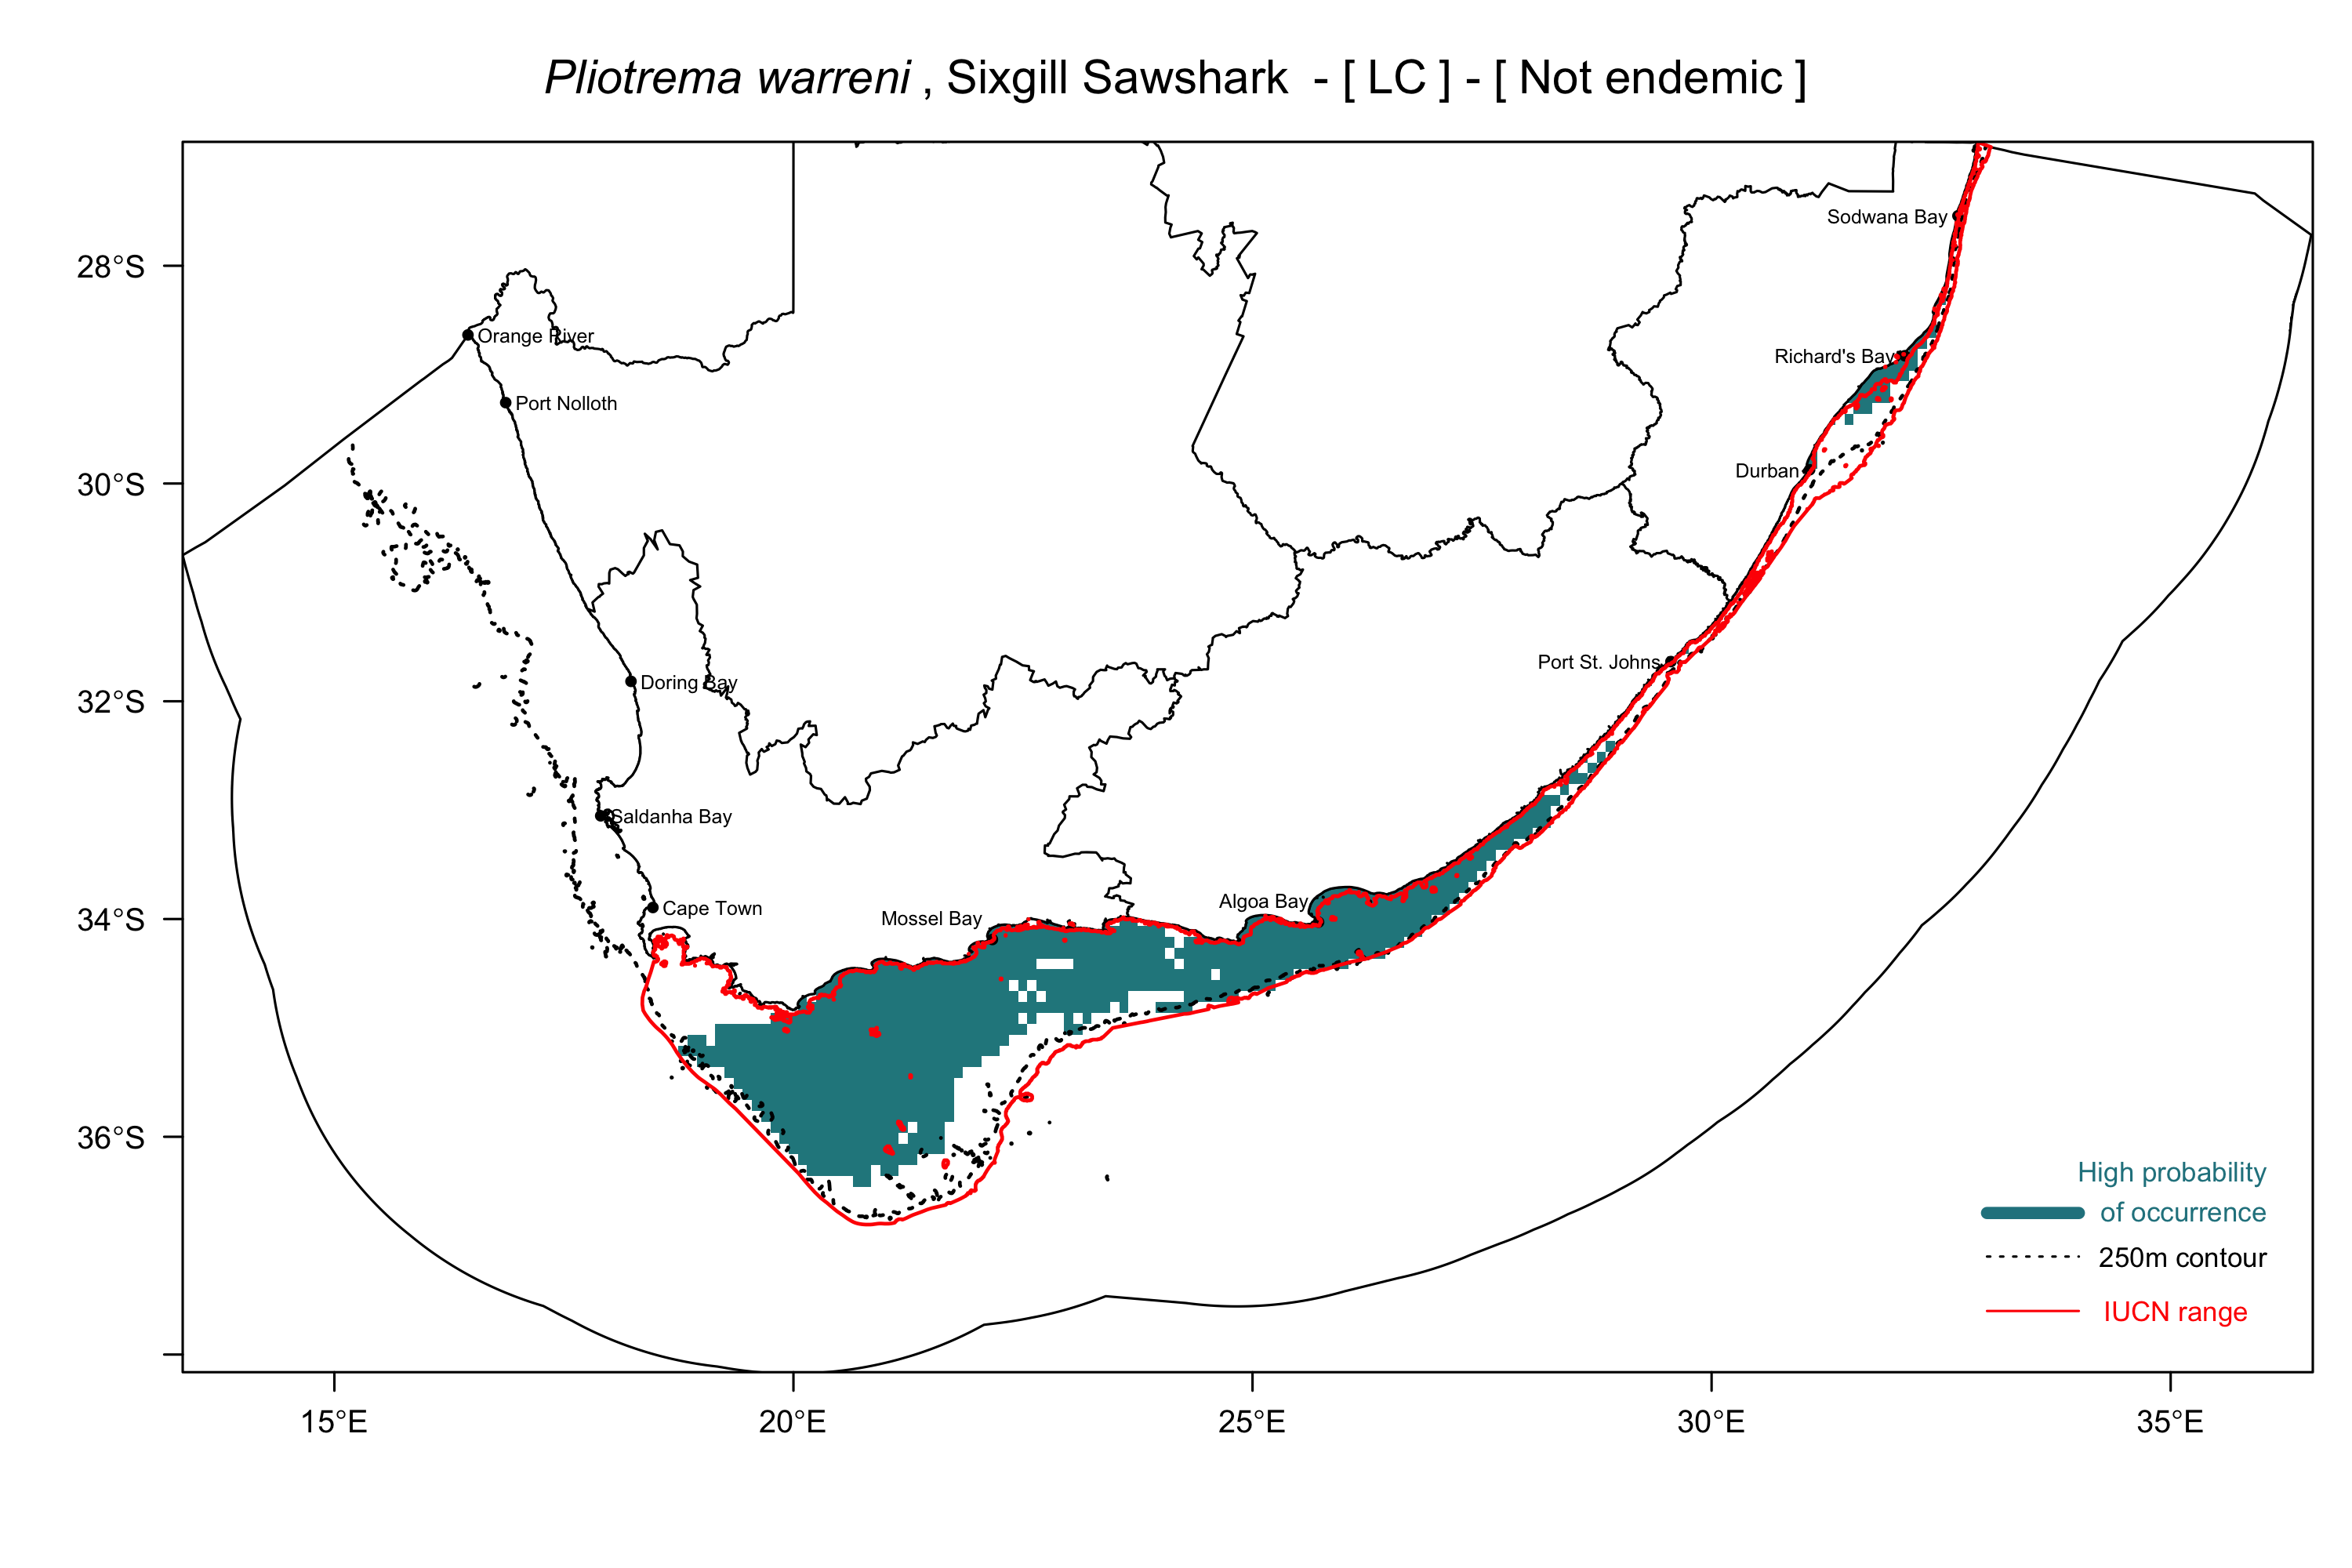 Pliotrema warreni , Sixgill Sawshark - [ LC ] - [ Not endemic ]
Sodwana Bay
28°S
Orange River
Richard's Bay
Port Nolloth
Durban
30°S
Port St. Johns
Doring Bay
32°S
Saldanha Bay
Algoa Bay
Cape Town
Mossel Bay
34°S
36°S
High probability
of occurrence
250m contour
IUCN range
15°E
20°E
25°E
30°E
35°E